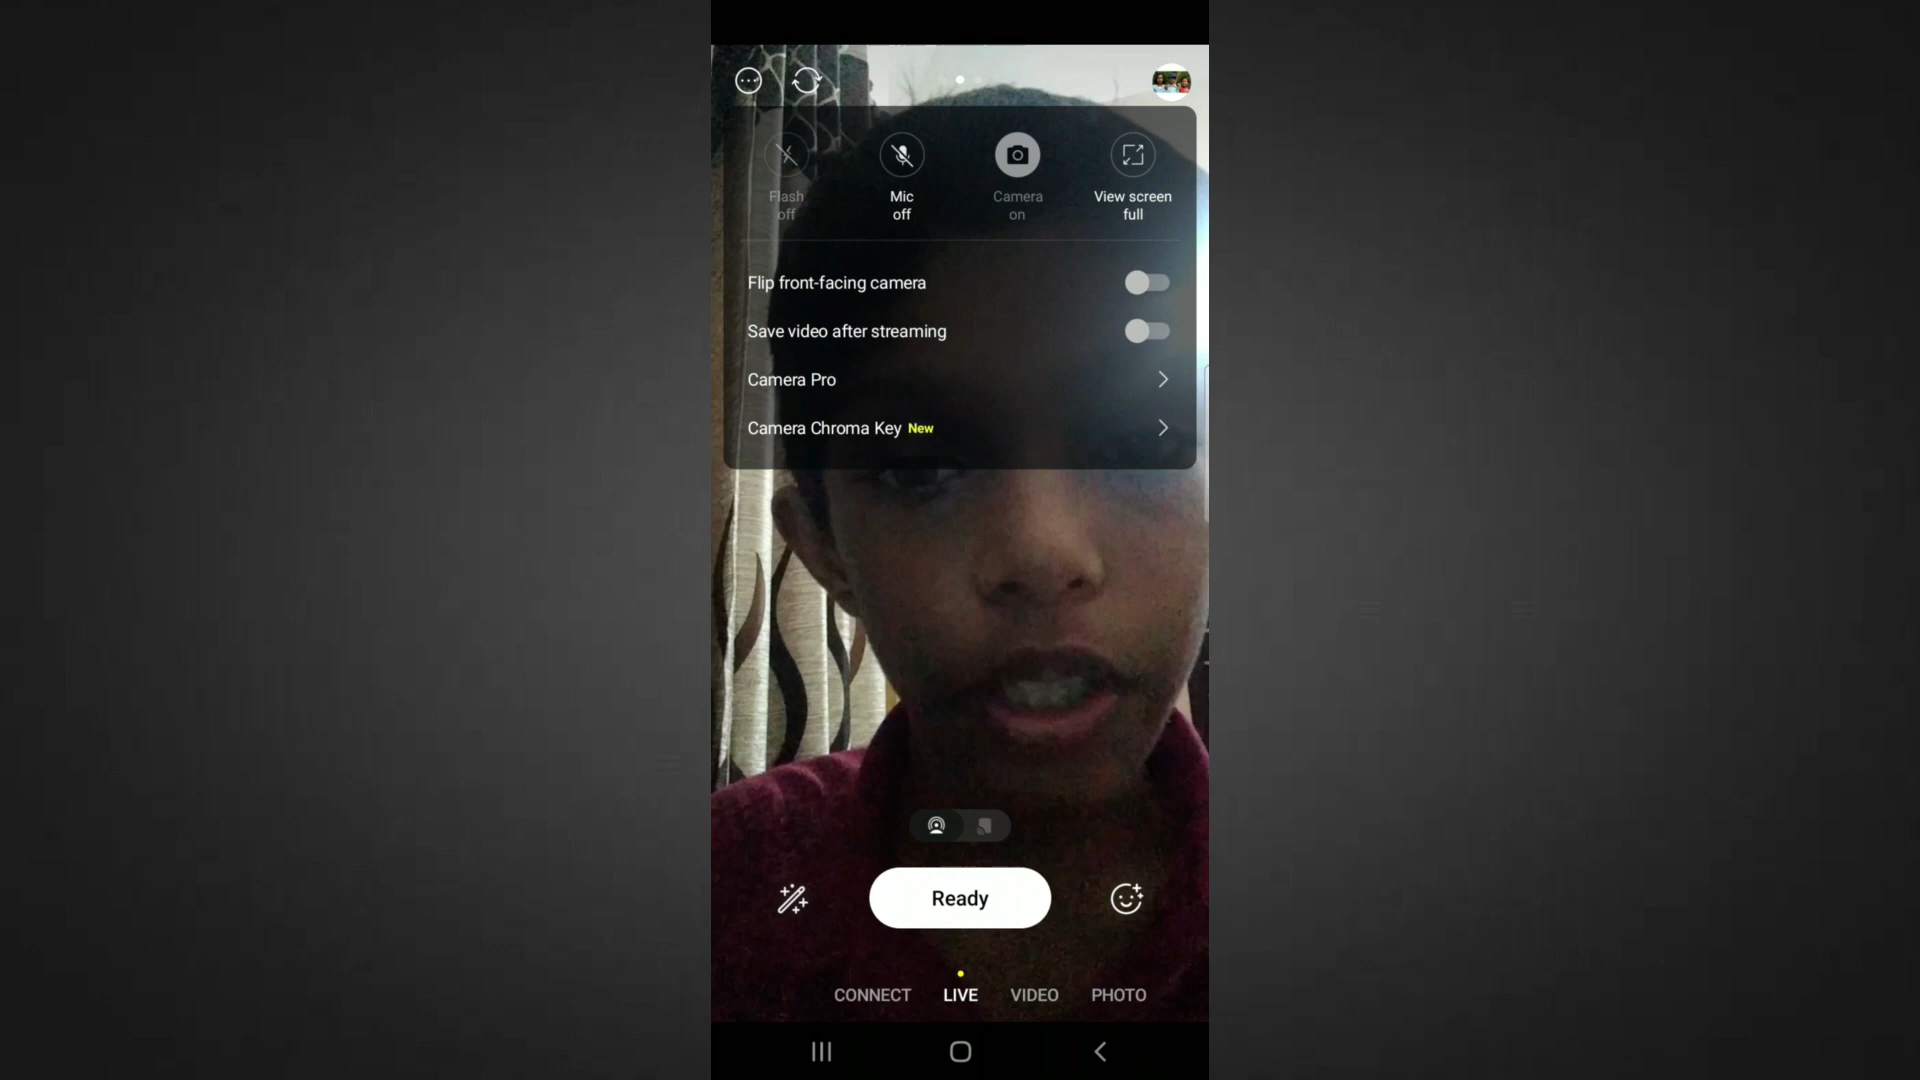 Flash
off
Mic
off
Camera
on
View screen
full
Flip front-facing camera
Save video after streaming
Camera Pro
Camera Chroma Key New
Ready
CONNECT LIVE VIDEO PHOTO